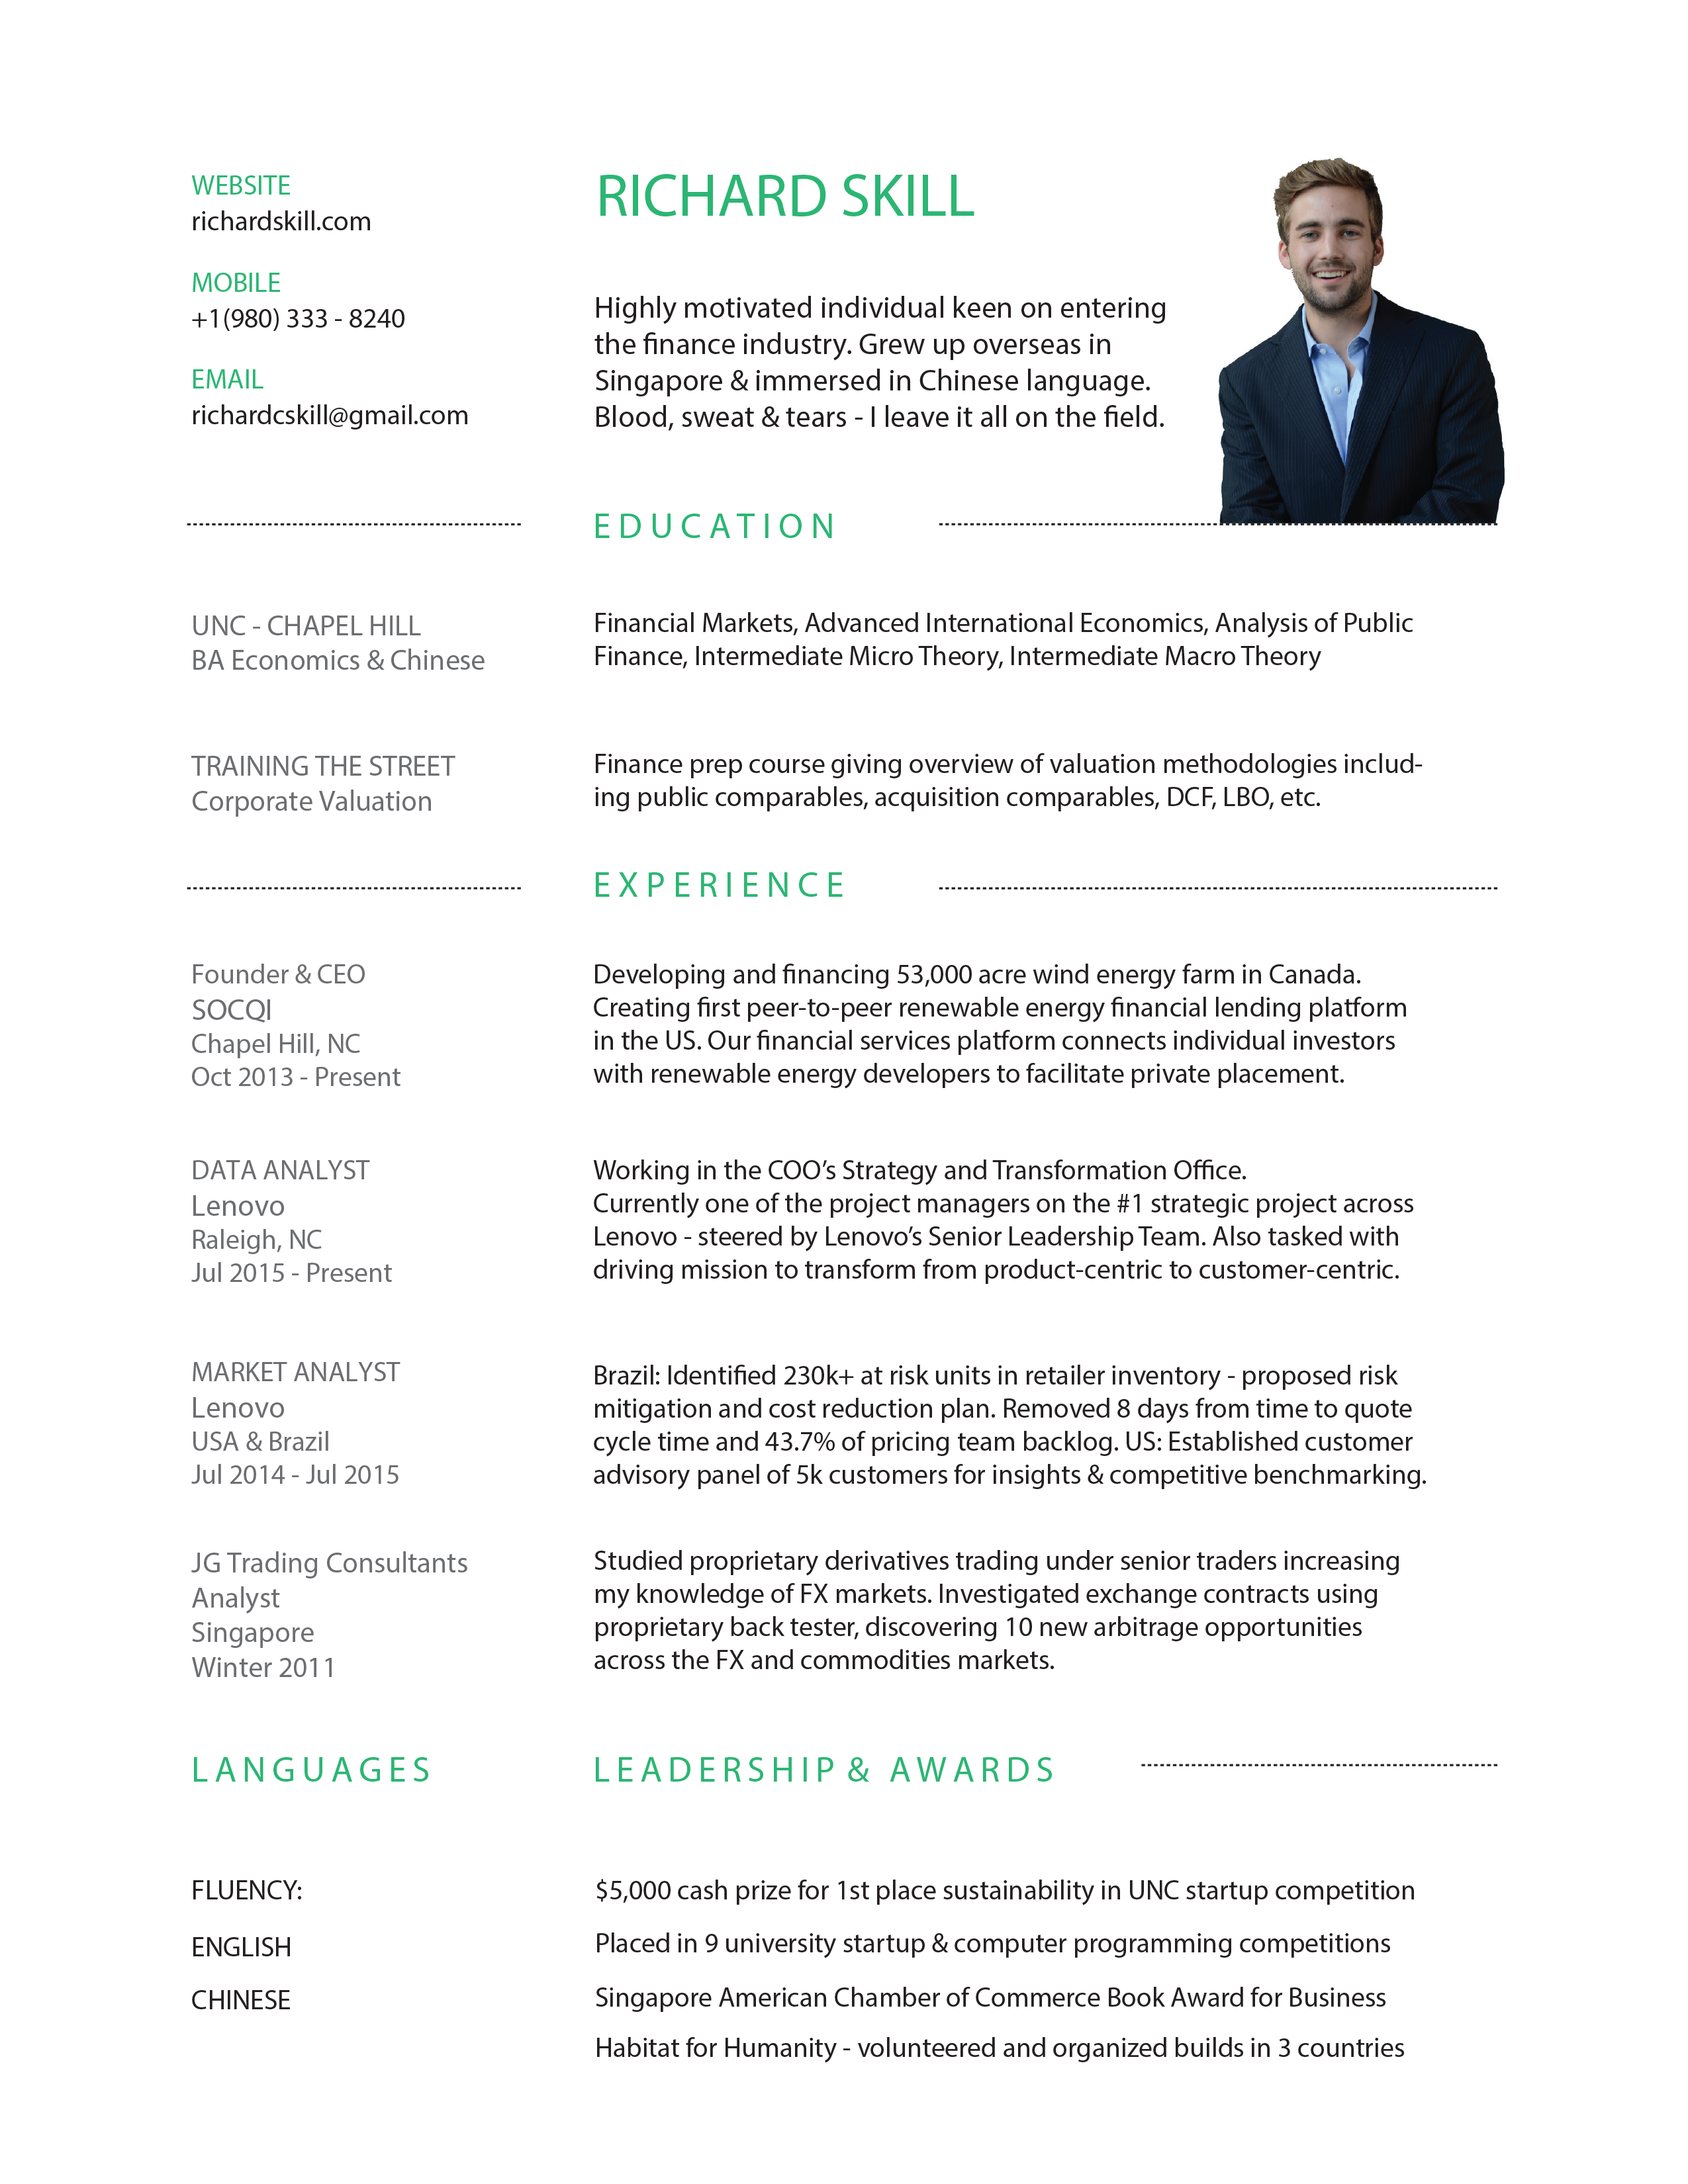 WEBSITE
richardskill.com
MOBILE
+1(980) 333 - 8240
EMAIL
richardcskill@gmail.com
RICHARD SKILL
Highly motivated individual keen on entering
the finance industry. Grew up overseas in
Singapore & immersed in Chinese language.
Blood, sweat & tears - I leave it all on the field.
EDUCATION
UNC - CHAPEL HILL
BA Economics & Chinese
Financial Markets, Advanced International Economics, Analysis of Public
Finance, Intermediate Micro Theory, Intermediate Macro Theory
TRAINING THE STREET
Corporate Valuation
Finance prep course giving overview of valuation methodologies includ-
ing public comparables, acquisition comparables, DCF, LBO, etc.
EXPERIENCE
Founder & CEO
SOCQI
Chapel Hill, NC
Oct 2013 - Present
Developing and financing 53,000 acre wind energy farm in Canada.
Creating first peer-to-peer renewable energy financial lending platform
in the US. Our financial services platform connects individual investors
with renewable energy developers to facilitate private placement.
DATA ANALYST
Lenovo
Raleigh, NC
Jul 2015 - Present
Working in the COO’s Strategy and Transformation Office.
Currently one of the project managers on the #1 strategic project across
Lenovo - steered by Lenovo’s Senior Leadership Team. Also tasked with
driving mission to transform from product-centric to customer-centric.
MARKET ANALYST
Lenovo
USA & Brazil
Jul 2014 - Jul 2015
Brazil: Identified 230k+ at risk units in retailer inventory - proposed risk
mitigation and cost reduction plan. Removed 8 days from time to quote
cycle time and 43.7% of pricing team backlog. US: Established customer
advisory panel of 5k customers for insights & competitive benchmarking.
JG Trading Consultants
Analyst
Singapore
Winter 2011
Studied proprietary derivatives trading under senior traders increasing
my knowledge of FX markets. Investigated exchange contracts using
proprietary back tester, discovering 10 new arbitrage opportunities
across the FX and commodities markets.
LANGUAGES
FLUENCY:
ENGLISH
CHINESE
LEADERSHIP & AWARDS
$5,000 cash prize for 1st place sustainability in UNC startup competition
Placed in 9 university startup & computer programming competitions
Singapore American Chamber of Commerce Book Award for Business
Habitat for Humanity - volunteered and organized builds in 3 countries